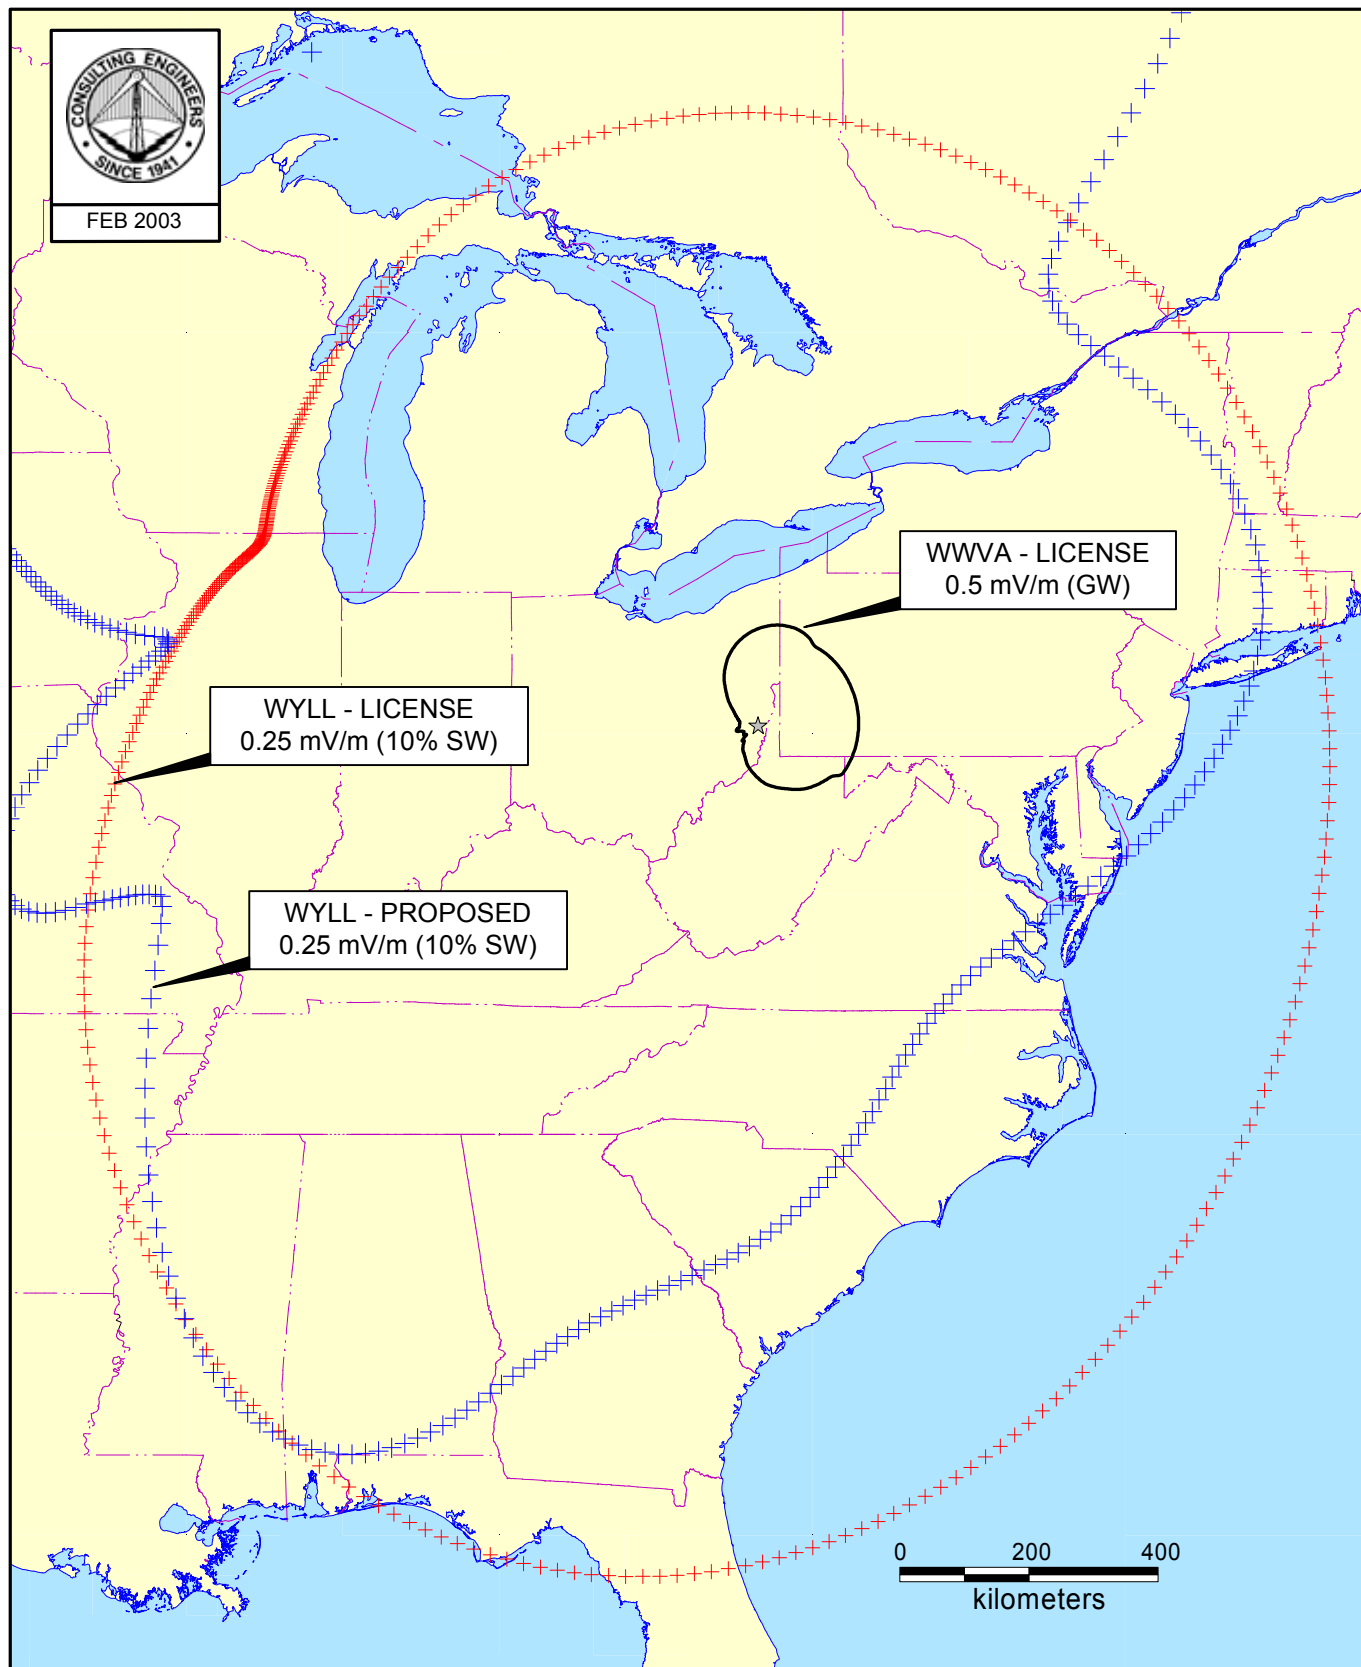 CONSULTING ENGINEERS
• SINCE 1941 •
FEB 2003
WWVA - LICENSE
0.5 mV/m (GW)
WYLL - LICENSE
0.25 mV/m (10% SW)
WYLL - PROPOSED
0.25 mV/m (10% SW)
0 200 400
kilometers